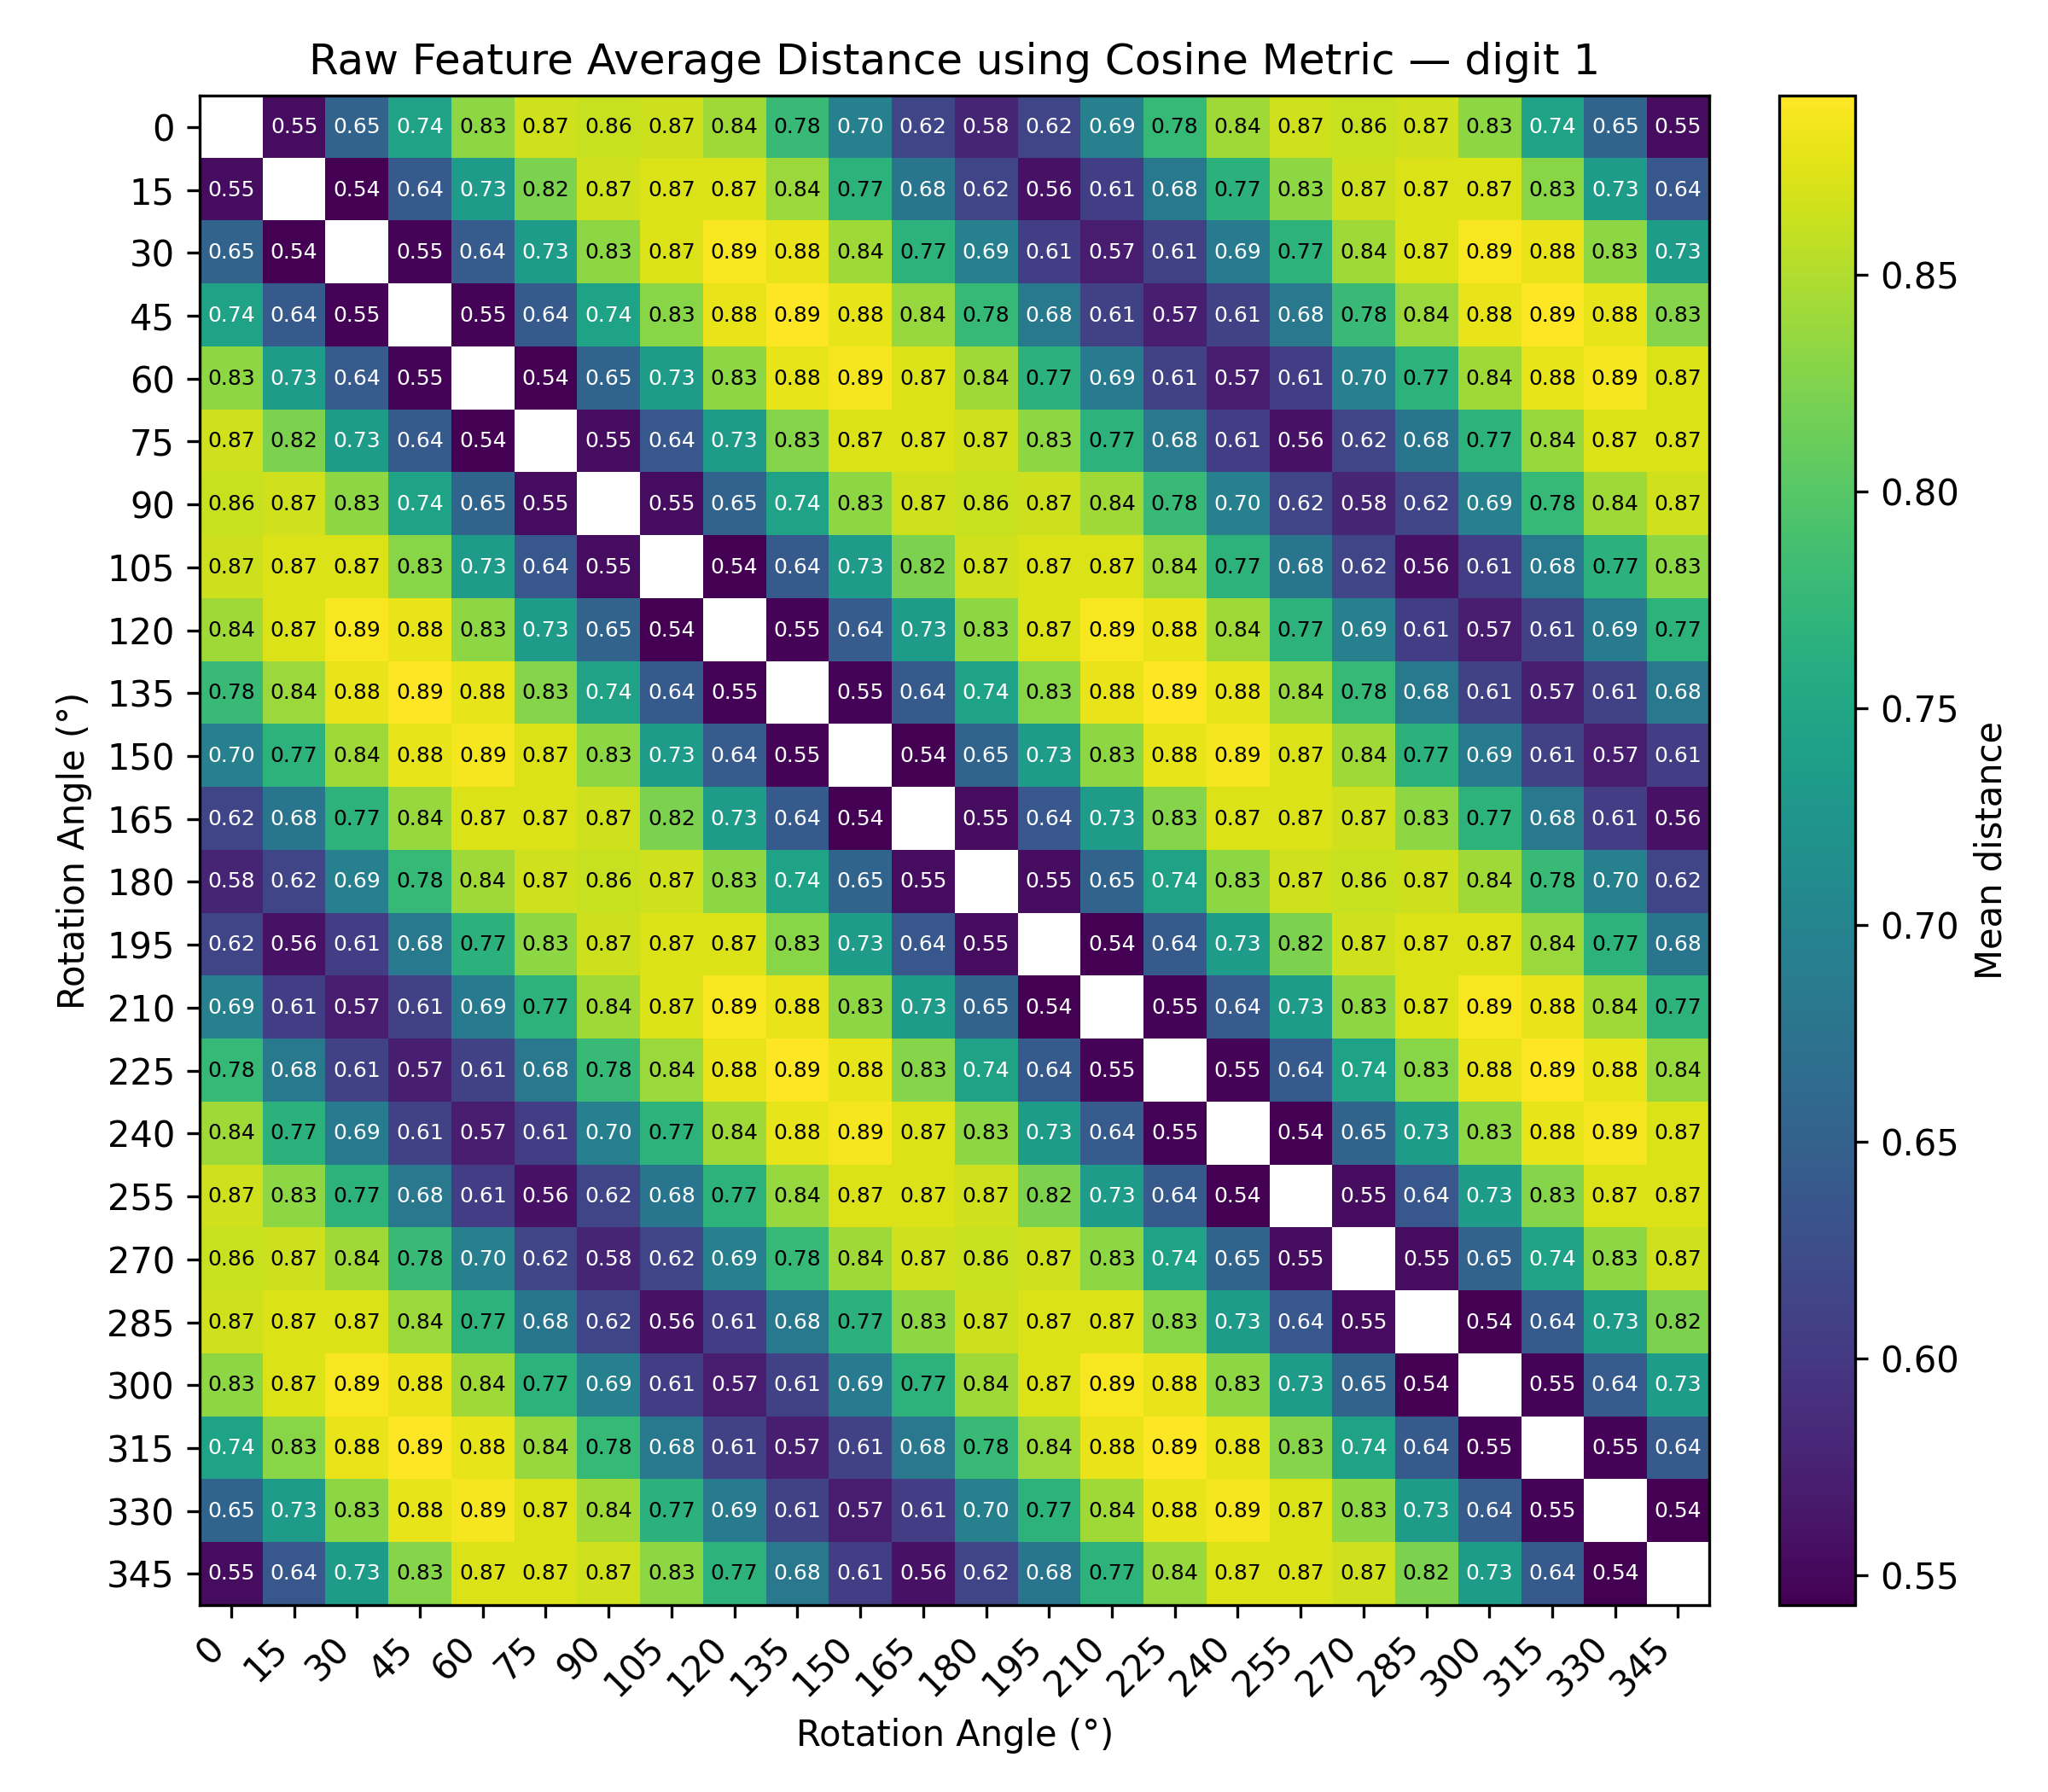 Raw Feature Average Distance using Cosine Metric — digit 1
0 0.55 0.65 0.74 0.83 0.87 0.86 0.87 0.84 0.78 0.70 0.62 0.58 0.62 0.69 0.78 0.84 0.87 0.86 0.87 0.83 0.74 0.65 0.55
15 0.55 0.54 0.64 0.73 0.82 0.87 0.87 0.87 0.84 0.77 0.68 0.62 0.56 0.61 0.68 0.77 0.83 0.87 0.87 0.87 0.83 0.73 0.64
30 0.65 0.54 0.55 0.64 0.73 0.83 0.87 0.89 0.88 0.84 0.77 0.69 0.61 0.57 0.61 0.69 0.77 0.84 0.87 0.89 0.88 0.83 0.73
45 0.74 0.64 0.55 0.55 0.64 0.74 0.83 0.88 0.89 0.88 0.84 0.78 0.68 0.61 0.57 0.61 0.68 0.78 0.84 0.88 0.89 0.88 0.83
60 0.83 0.73 0.64 0.55 0.54 0.65 0.73 0.83 0.88 0.89 0.87 0.84 0.77 0.69 0.61 0.57 0.61 0.70 0.77 0.84 0.88 0.89 0.87
75 0.87 0.82 0.73 0.64 0.54 0.55 0.64 0.73 0.83 0.87 0.87 0.87 0.83 0.77 0.68 0.61 0.56 0.62 0.68 0.77 0.84 0.87 0.87
90 0.86 0.87 0.83 0.74 0.65 0.55 0.55 0.65 0.74 0.83 0.87 0.86 0.87 0.84 0.78 0.70 0.62 0.58 0.62 0.69 0.78 0.84 0.87
105 0.87 0.87 0.87 0.83 0.73 0.64 0.55 0.54 0.64 0.73 0.82 0.87 0.87 0.87 0.84 0.77 0.68 0.62 0.56 0.61 0.68 0.77 0.83
120 0.84 0.87 0.89 0.88 0.83 0.73 0.65 0.54 0.55 0.64 0.73 0.83 0.87 0.89 0.88 0.84 0.77 0.69 0.61 0.57 0.61 0.69 0.77
135 0.78 0.84 0.88 0.89 0.88 0.83 0.74 0.64 0.55 0.55 0.64 0.74 0.83 0.88 0.89 0.88 0.84 0.78 0.68 0.61 0.57 0.61 0.68
150 0.70 0.77 0.84 0.88 0.89 0.87 0.83 0.73 0.64 0.55 0.54 0.65 0.73 0.83 0.88 0.89 0.87 0.84 0.77 0.69 0.61 0.57 0.61
165 0.62 0.68 0.77 0.84 0.87 0.87 0.87 0.82 0.73 0.64 0.54 0.55 0.64 0.73 0.83 0.87 0.87 0.87 0.83 0.77 0.68 0.61 0.56
180 0.58 0.62 0.69 0.78 0.84 0.87 0.86 0.87 0.83 0.74 0.65 0.55 0.55 0.65 0.74 0.83 0.87 0.86 0.87 0.84 0.78 0.70 0.62
195 0.62 0.56 0.61 0.68 0.77 0.83 0.87 0.87 0.87 0.83 0.73 0.64 0.55 0.54 0.64 0.73 0.82 0.87 0.87 0.87 0.84 0.77 0.68
210 0.69 0.61 0.57 0.61 0.69 0.77 0.84 0.87 0.89 0.88 0.83 0.73 0.65 0.54 0.55 0.64 0.73 0.83 0.87 0.89 0.88 0.84 0.77
225 0.78 0.68 0.61 0.57 0.61 0.68 0.78 0.84 0.88 0.89 0.88 0.83 0.74 0.64 0.55 0.55 0.64 0.74 0.83 0.88 0.89 0.88 0.84
240 0.84 0.77 0.69 0.61 0.57 0.61 0.70 0.77 0.84 0.88 0.89 0.87 0.83 0.73 0.64 0.55 0.54 0.65 0.73 0.83 0.88 0.89 0.87
255 0.87 0.83 0.77 0.68 0.61 0.56 0.62 0.68 0.77 0.84 0.87 0.87 0.87 0.82 0.73 0.64 0.54 0.55 0.64 0.73 0.83 0.87 0.87
270 0.86 0.87 0.84 0.78 0.70 0.62 0.58 0.62 0.69 0.78 0.84 0.87 0.86 0.87 0.83 0.74 0.65 0.55 0.55 0.65 0.74 0.83 0.87
285 0.87 0.87 0.87 0.84 0.77 0.68 0.62 0.56 0.61 0.68 0.77 0.83 0.87 0.87 0.87 0.83 0.73 0.64 0.55 0.54 0.64 0.73 0.82
300 0.83 0.87 0.89 0.88 0.84 0.77 0.69 0.61 0.57 0.61 0.69 0.77 0.84 0.87 0.89 0.88 0.83 0.73 0.65 0.54 0.55 0.64 0.73
315 0.74 0.83 0.88 0.89 0.88 0.84 0.78 0.68 0.61 0.57 0.61 0.68 0.78 0.84 0.88 0.89 0.88 0.83 0.74 0.64 0.55 0.55 0.64
330 0.65 0.73 0.83 0.88 0.89 0.87 0.84 0.77 0.69 0.61 0.57 0.61 0.70 0.77 0.84 0.88 0.89 0.87 0.83 0.73 0.64 0.55 0.54
345 0.55 0.64 0.73 0.83 0.87 0.87 0.87 0.83 0.77 0.68 0.61 0.56 0.62 0.68 0.77 0.84 0.87 0.87 0.87 0.82 0.73 0.64 0.54
0 15 30 45 60 75 90 105 120 135 150 165 180 195 210 225 240 255 270 285 300 315 330 345
Rotation Angle (°)
Rotation Angle (°)
0.85
0.80
0.75
0.70
0.65
0.60
0.55
Mean distance